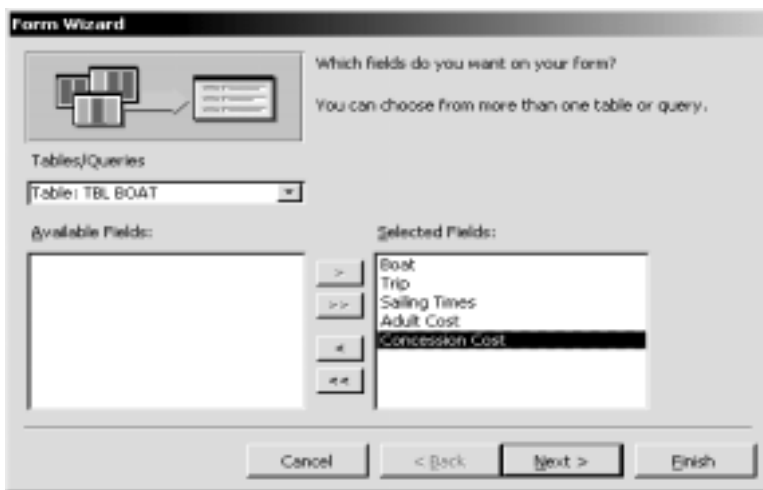 Form Wizard
Which fields do you want on your form?
You can choose from more than one table or query.
Tables/Queries
Table: TBL BOAT
Available Fields:
Selected Fields:
>
>>
<
<<
Boat
Trip
Sailing Times
Adult Cost
Concession Cost
Cancel
< Back
Next >
Finish